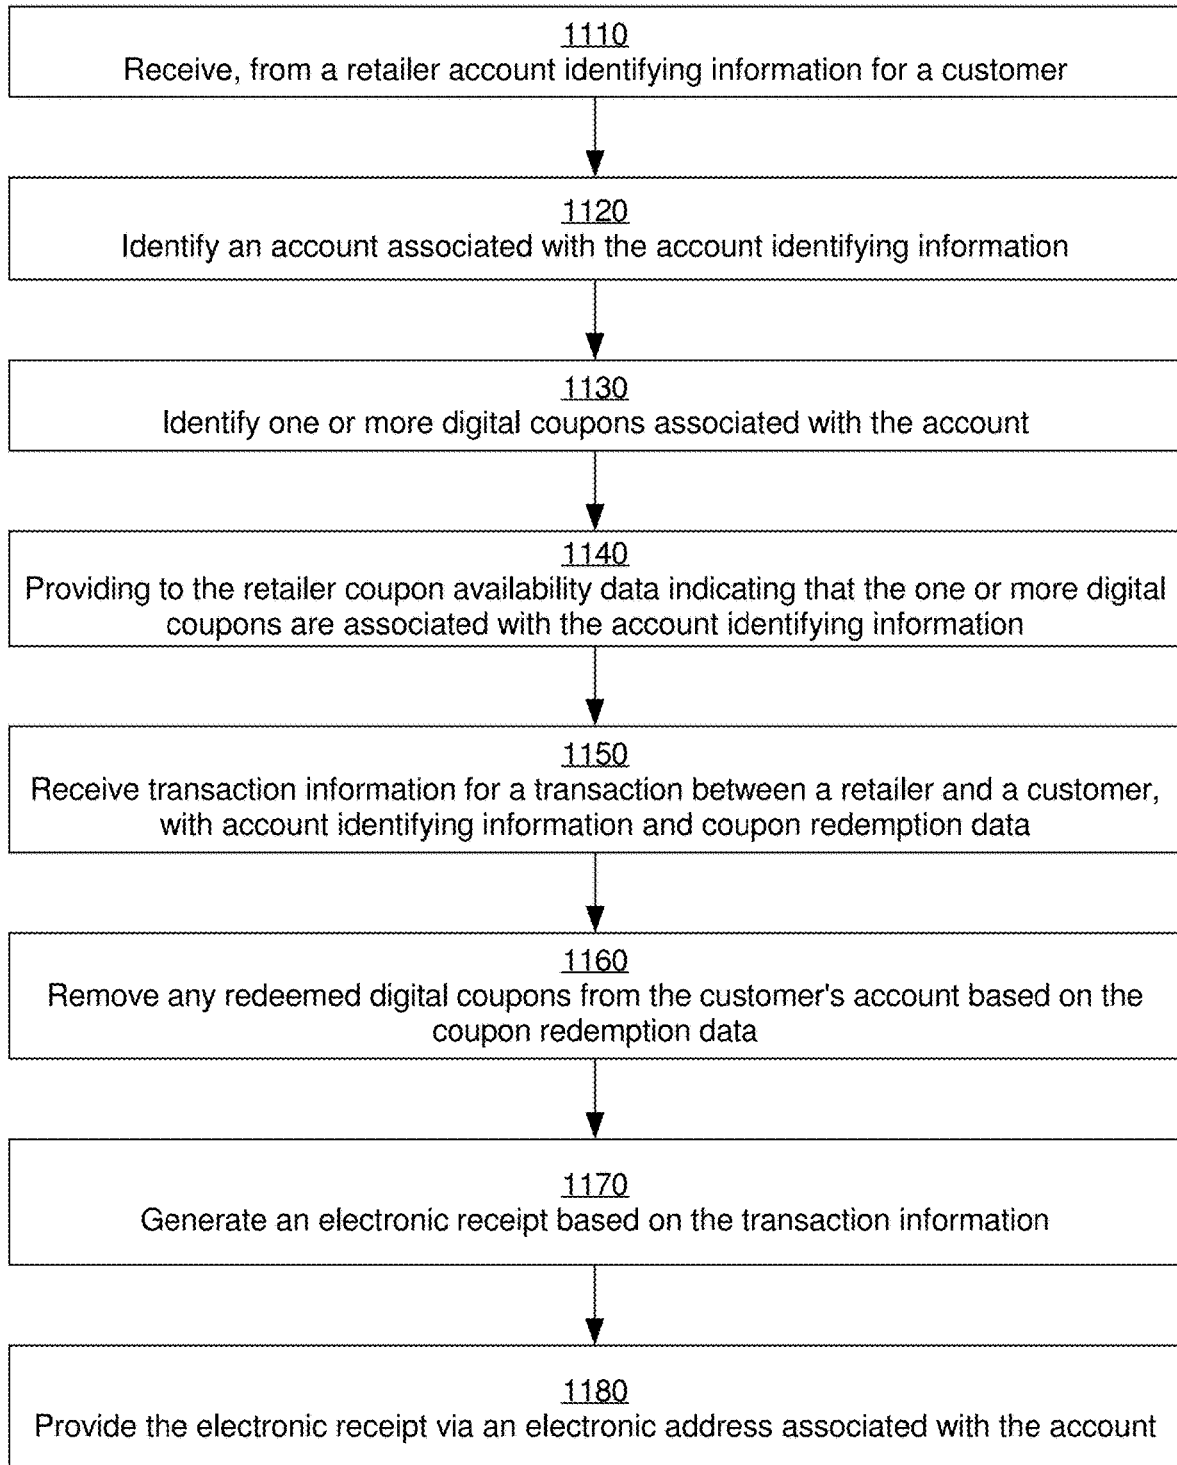 1110
Receive, from a retailer account identifying information for a customer
1120
Identify an account associated with the account identifying information
1130
Identify one or more digital coupons associated with the account
1140
Providing to the retailer coupon availability data indicating that the one or more digital
coupons are associated with the account identifying information
1150
Receive transaction information for a transaction between a retailer and a customer,
with account identifying information and coupon redemption data
1160
Remove any redeemed digital coupons from the customer's account based on the
coupon redemption data
1170
Generate an electronic receipt based on the transaction information
1180
Provide the electronic receipt via an electronic address associated with the account